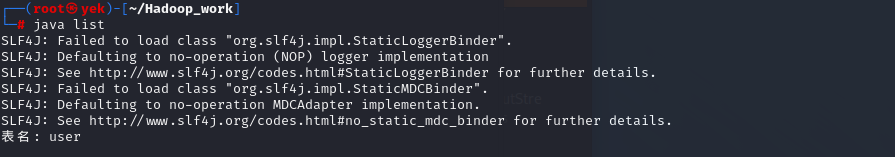 ┌──(root㉿yek)-[~/Hadoop_work]
└─# java list
SLF4J: Failed to load class "org.slf4j.impl.StaticLoggerBinder".
SLF4J: Defaulting to no-operation (NOP) logger implementation
SLF4J: See http://www.slf4j.org/codes.html#StaticLoggerBinder for further details.
SLF4J: Failed to load class "org.slf4j.impl.StaticMDCBinder".
SLF4J: Defaulting to no-operation MDCAdapter implementation.
SLF4J: See http://www.slf4j.org/codes.html#no_static_mdc_binder for further details.
表名: user
atStre